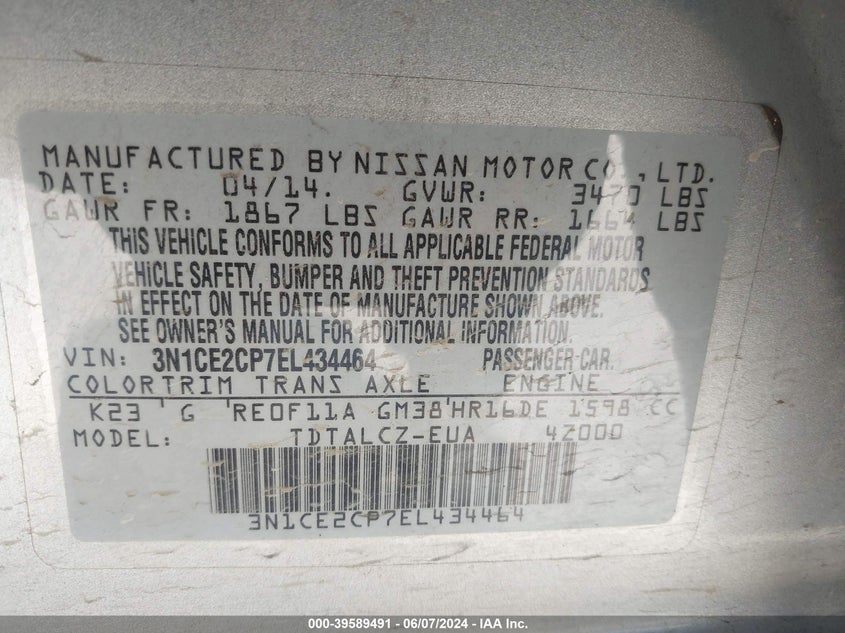 MANUFACTURED BY NISSAN MOTOR CO., LTD.
DATE: 04/14. GVWR: 3470 LBS
GAWR FR: 1867 LBS GAWR RR: 1664 LBS
THIS VEHICLE CONFORMS TO ALL APPLICABLE FEDERAL MOTOR
VEHICLE SAFETY, BUMPER AND THEFT PREVENTION STANDARDS
IN EFFECT ON THE DATE OF MANUFACTURE SHOWN ABOVE.
SEE OWNER'S MANUAL FOR ADDITIONAL INFORMATION.
VIN: 3N1CE2CP7EL434464 PASSENGER-CAR.
COLORTRIM TRANS AXLE ENGINE
K23 ' G 'RE0F11A GM38'HR16DE 1598 CC
MODEL: TDTALCZ-EUA 4Z000
3N1CE2CP7EL434464
000-39589491 - 06/07/2024 - IAA Inc.